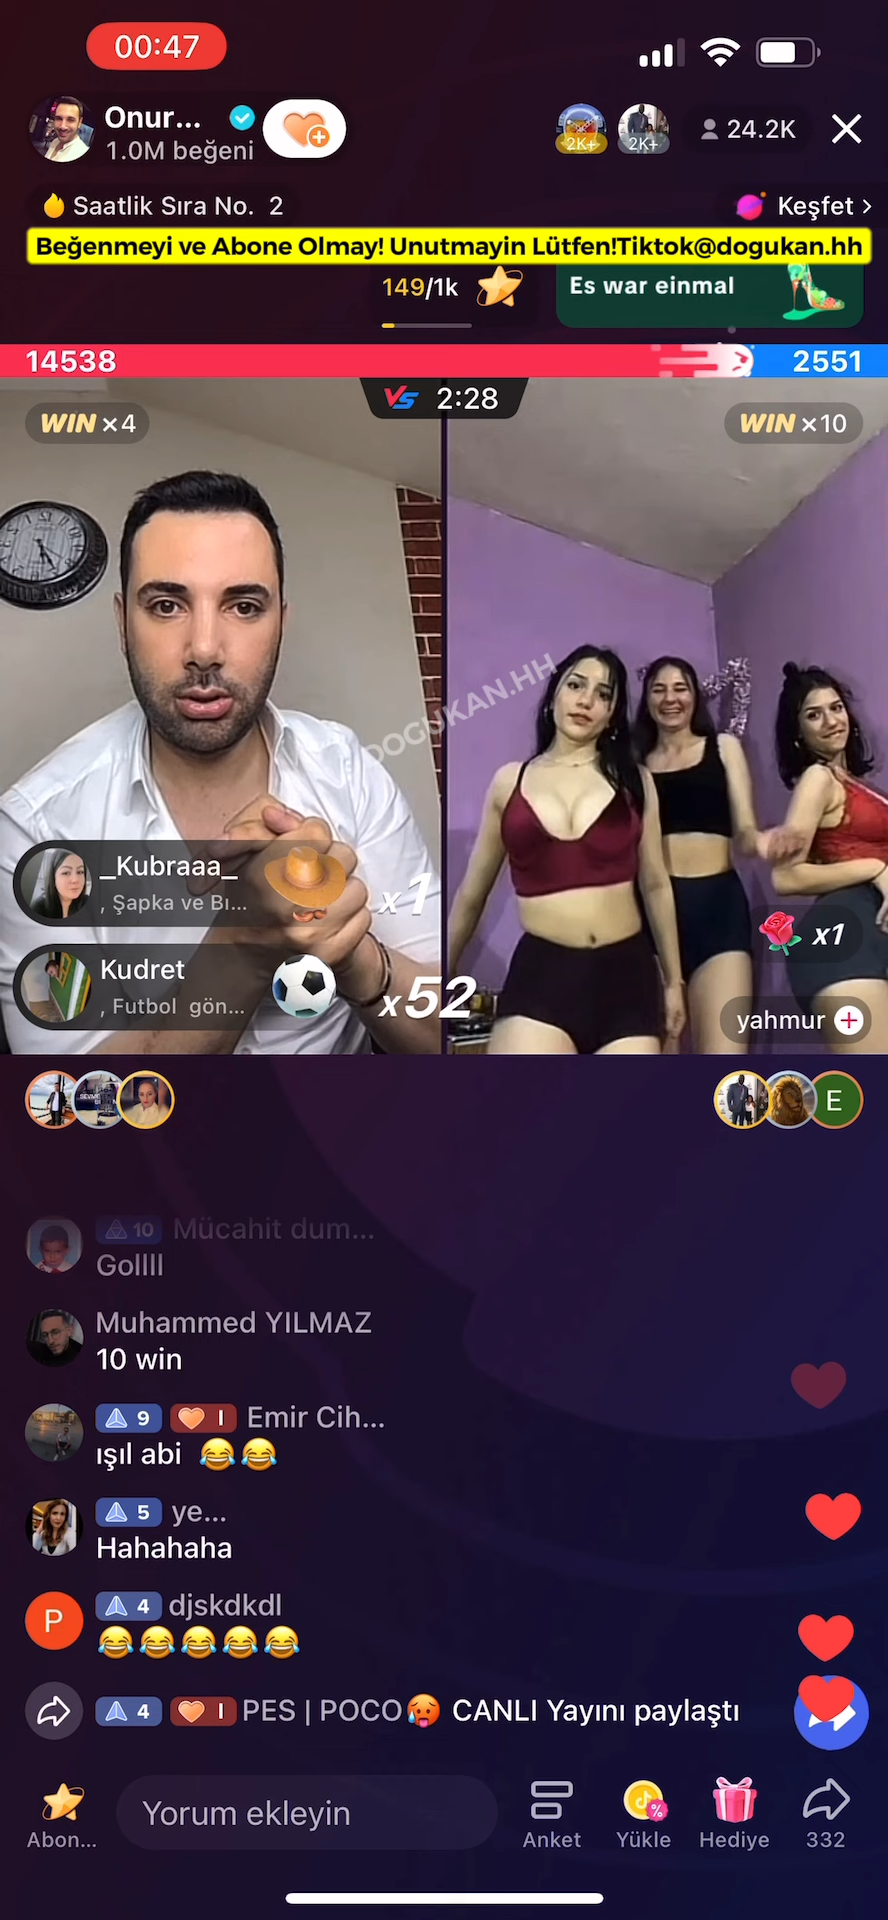 00:47
Onur...
1.0M beğeni
2K+
2K+
24.2K
Saatlik Sıra No. 2
Keşfet >
Beğenmeyi ve Abone Olmay! Unutmayin Lütfen!Tiktok@dogukan.hh
149/1k
Es war einmal
14538
2551
VS 2:28
WIN x4
WIN x10
DOGUKAN.HH
_Kubraaa_
, Şapka ve Bı...
x1
Kudret
, Futbol gön...
x52
x1
yahmur
E
10 Mücahit dum...
Gollll
Muhammed YILMAZ
10 win
9 I Emir Cih...
ışıl abi 😂😂
5 ye...
Hahahaha
P
4 djskdkdl
😂😂😂😂😂
4 I PES | POCO🥵 CANLI Yayını paylaştı
Abon...
Yorum ekleyin
Anket
Yükle
Hediye
332